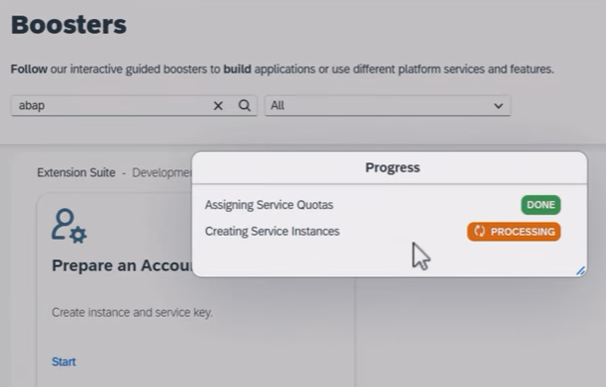 Boosters
Follow our interactive guided boosters to build applications or use different platform services and features.
abap
All
Extension Suite - Developme
Progress
Assigning Service Quotas DONE
Creating Service Instances PROCESSING
Prepare an Accou
Create instance and service key.
Start